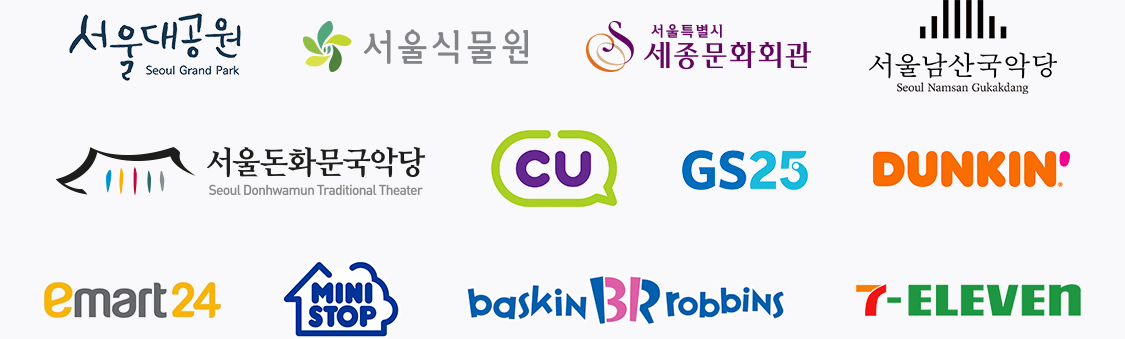 서울대공원
Seoul Grand Park
서울식물원
서울특별시
세종문화회관
서울남산국악당
Seoul Namsan Gukakdang
서울돈화문국악당
Seoul Donhwamun Traditional Theater
CU
GS25
DUNKIN'
emart24
MINI
STOP
baskin BR robbins
7-ELEVEn